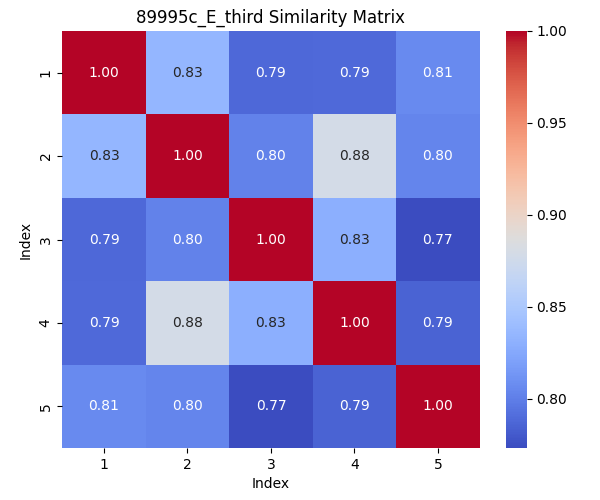 89995c_E_third Similarity Matrix
1 1.00 0.83 0.79 0.79 0.81
2 0.83 1.00 0.80 0.88 0.80
3 0.79 0.80 1.00 0.83 0.77
4 0.79 0.88 0.83 1.00 0.79
5 0.81 0.80 0.77 0.79 1.00
1 2 3 4 5
Index
Index
1.00
0.95
0.90
0.85
0.80